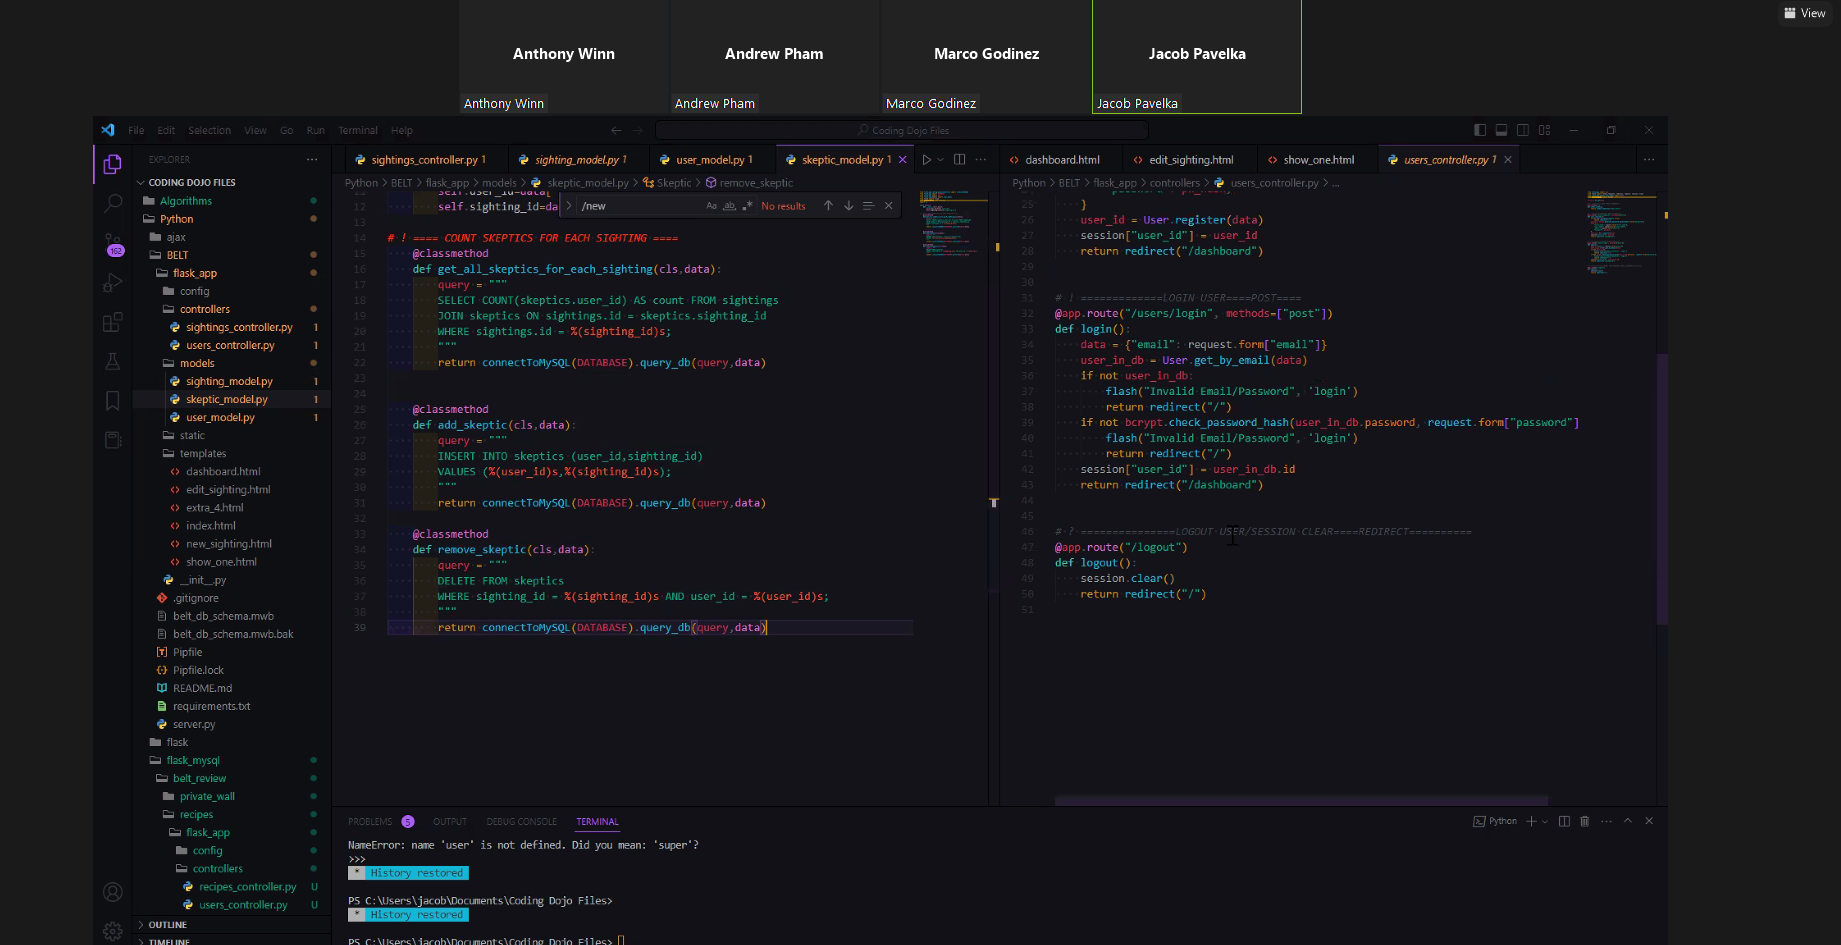 View
Anthony Winn
Andrew Pham
Marco Godinez
Jacob Pavelka
Anthony Winn
Andrew Pham
Marco Godinez
Jacob Pavelka
File Edit Selection View Go Run Terminal Help
Coding Dojo Files
EXPLORER
CODING DOJO FILES
Algorithms
Python
ajax
BELT
flask_app
config
controllers
sightings_controller.py 1
users_controller.py 1
models
sighting_model.py 1
skeptic_model.py 1
user_model.py 1
static
templates
dashboard.html
edit_sighting.html
extra_4.html
index.html
new_sighting.html
show_one.html
__init__.py
.gitignore
belt_db_schema.mwb
belt_db_schema.mwb.bak
Pipfile
Pipfile.lock
README.md
requirements.txt
server.py
flask
flask_mysql
belt_review
private_wall
recipes
flask_app
config
controllers
recipes_controller.py U
users_controller.py U
OUTLINE
TIMELINE
162
sightings_controller.py 1
sighting_model.py 1
user_model.py 1
skeptic_model.py 1
Python > BELT > flask_app > models > skeptic_model.py > Skeptic > remove_skeptic
/new
No results
self.user_id=data[
12 self.sighting_id=da
13
14 # ! ==== COUNT SKEPTICS FOR EACH SIGHTING ====
15 @classmethod
16 def get_all_skeptics_for_each_sighting(cls,data):
17 query = """
18 SELECT COUNT(skeptics.user_id) AS count FROM sightings
19 JOIN skeptics ON sightings.id = skeptics.sighting_id
20 WHERE sightings.id = %(sighting_id)s;
21 """
22 return connectToMySQL(DATABASE).query_db(query,data)
23
24
25 @classmethod
26 def add_skeptic(cls,data):
27 query = """
28 INSERT INTO skeptics (user_id,sighting_id)
29 VALUES (%(user_id)s,%(sighting_id)s);
30 """
31 return connectToMySQL(DATABASE).query_db(query,data)
32
33 @classmethod
34 def remove_skeptic(cls,data):
35 query = """
36 DELETE FROM skeptics
37 WHERE sighting_id = %(sighting_id)s AND user_id = %(user_id)s;
38 """
39 return connectToMySQL(DATABASE).query_db(query,data)
dashboard.html
edit_sighting.html
show_one.html
users_controller.py 1
Python > BELT > flask_app > controllers > users_controller.py > ...
25 }
26 user_id = User.register(data)
27 session["user_id"] = user_id
28 return redirect("/dashboard")
29
30
31 # ! =============LOGIN USER====POST====
32 @app.route("/users/login", methods=["post"])
33 def login():
34 data = {"email": request.form["email"]}
35 user_in_db = User.get_by_email(data)
36 if not user_in_db:
37 flash("Invalid Email/Password", 'login')
38 return redirect("/")
39 if not bcrypt.check_password_hash(user_in_db.password, request.form["password"]
40 flash("Invalid Email/Password", 'login')
41 return redirect("/")
42 session["user_id"] = user_in_db.id
43 return redirect("/dashboard")
44
45
46 # ? ===============LOGOUT USER/SESSION CLEAR====REDIRECT==========
47 @app.route("/logout")
48 def logout():
49 session.clear()
50 return redirect("/")
51
PROBLEMS 5 OUTPUT DEBUG CONSOLE TERMINAL
Python
NameError: name 'user' is not defined. Did you mean: 'super'?
>>>
* History restored
PS C:\Users\jacob\Documents\Coding Dojo Files>
* History restored
PS C:\Users\jacob\Documents\Coding Dojo Files>